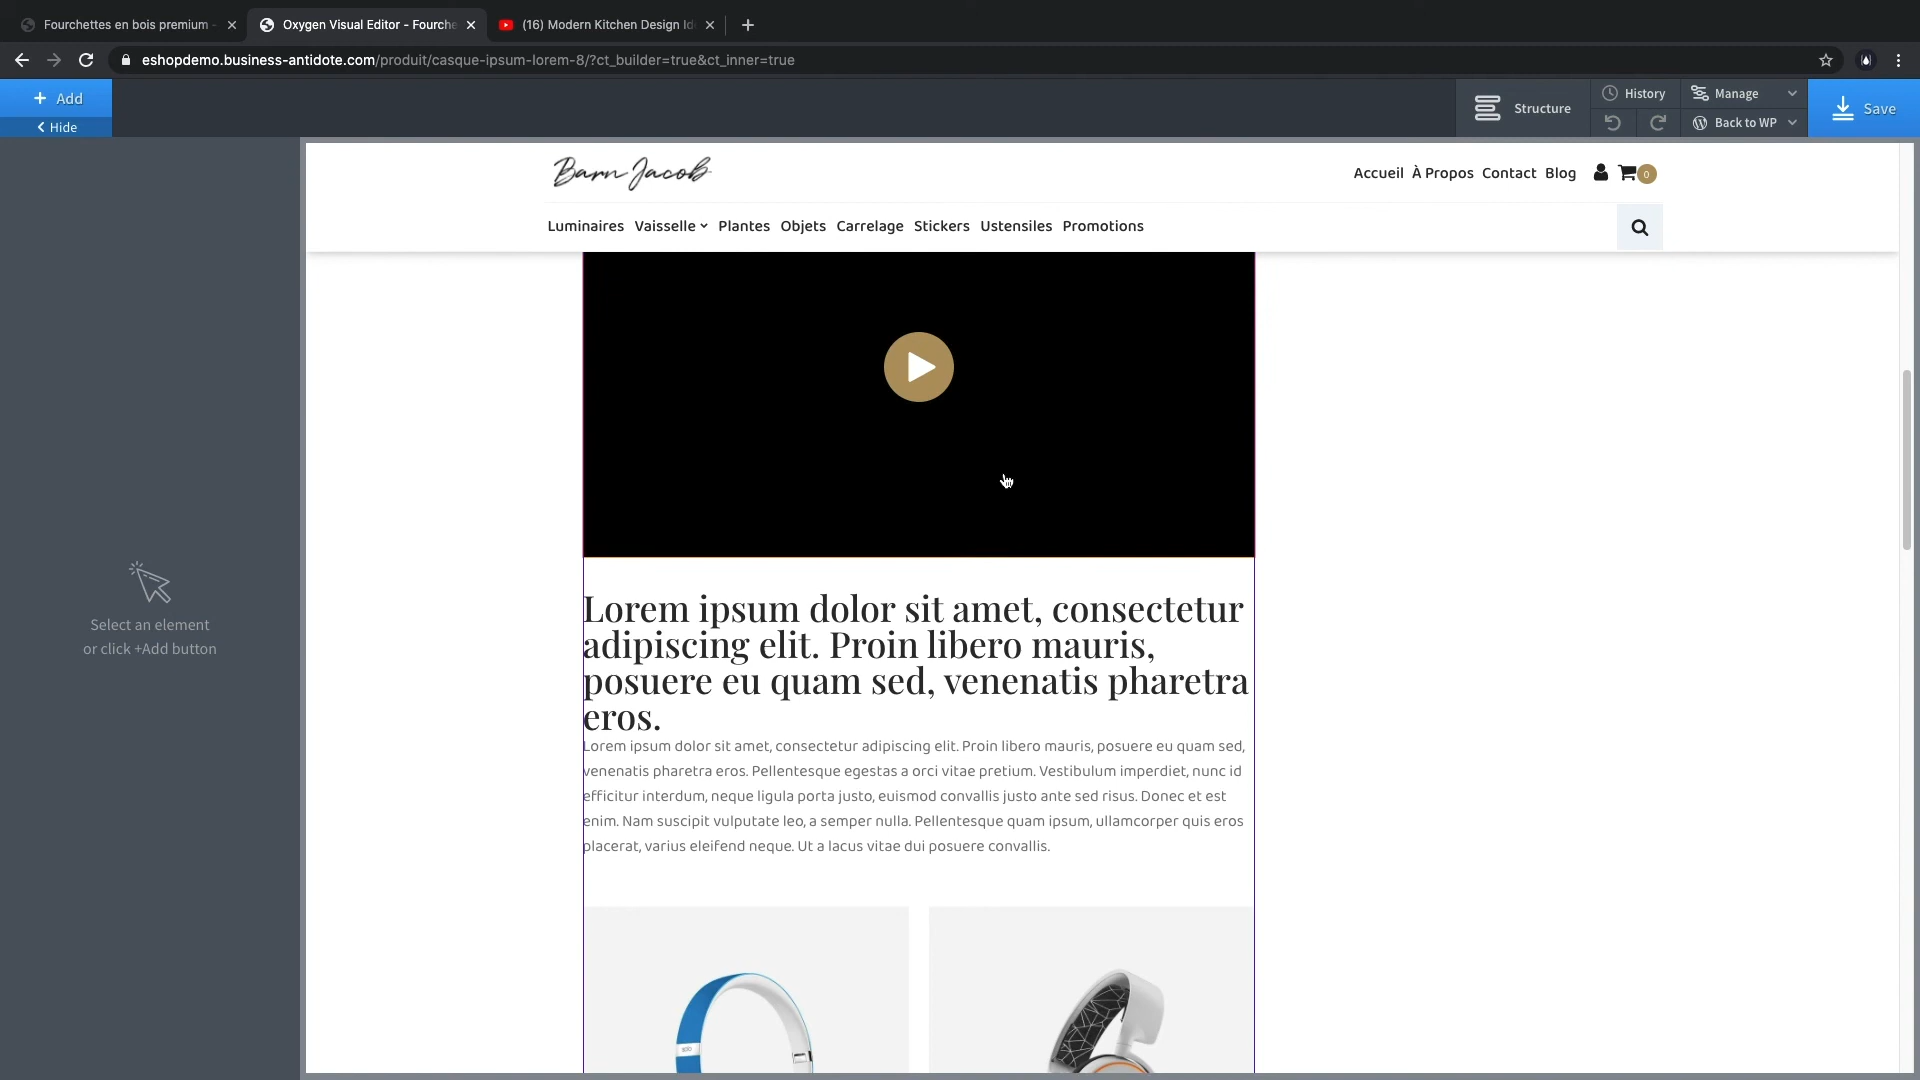 Fourchettes en bois premium -
Oxygen Visual Editor - Fourche
(16) Modern Kitchen Design Id
eshopdemo.business-antidote.com/produit/casque-ipsum-lorem-8/?ct_builder=true&ct_inner=true
+ Add
Hide
Structure
History
Manage
Back to WP
Save
Barn Jacob
Accueil À Propos Contact Blog
0
Luminaires Vaisselle Plantes Objets Carrelage Stickers Ustensiles Promotions
Select an element
or click +Add button
Lorem ipsum dolor sit amet, consectetur
adipiscing elit. Proin libero mauris,
posuere eu quam sed, venenatis pharetra
eros.
Lorem ipsum dolor sit amet, consectetur adipiscing elit. Proin libero mauris, posuere eu quam sed,
venenatis pharetra eros. Pellentesque egestas a orci vitae pretium. Vestibulum imperdiet, nunc id
efficitur interdum, neque ligula porta justo, euismod convallis justo ante sed risus. Donec et est
enim. Nam suscipit vulputate leo, a semper nulla. Pellentesque quam ipsum, ullamcorper quis eros
placerat, varius eleifend neque. Ut a lacus vitae dui posuere convallis.